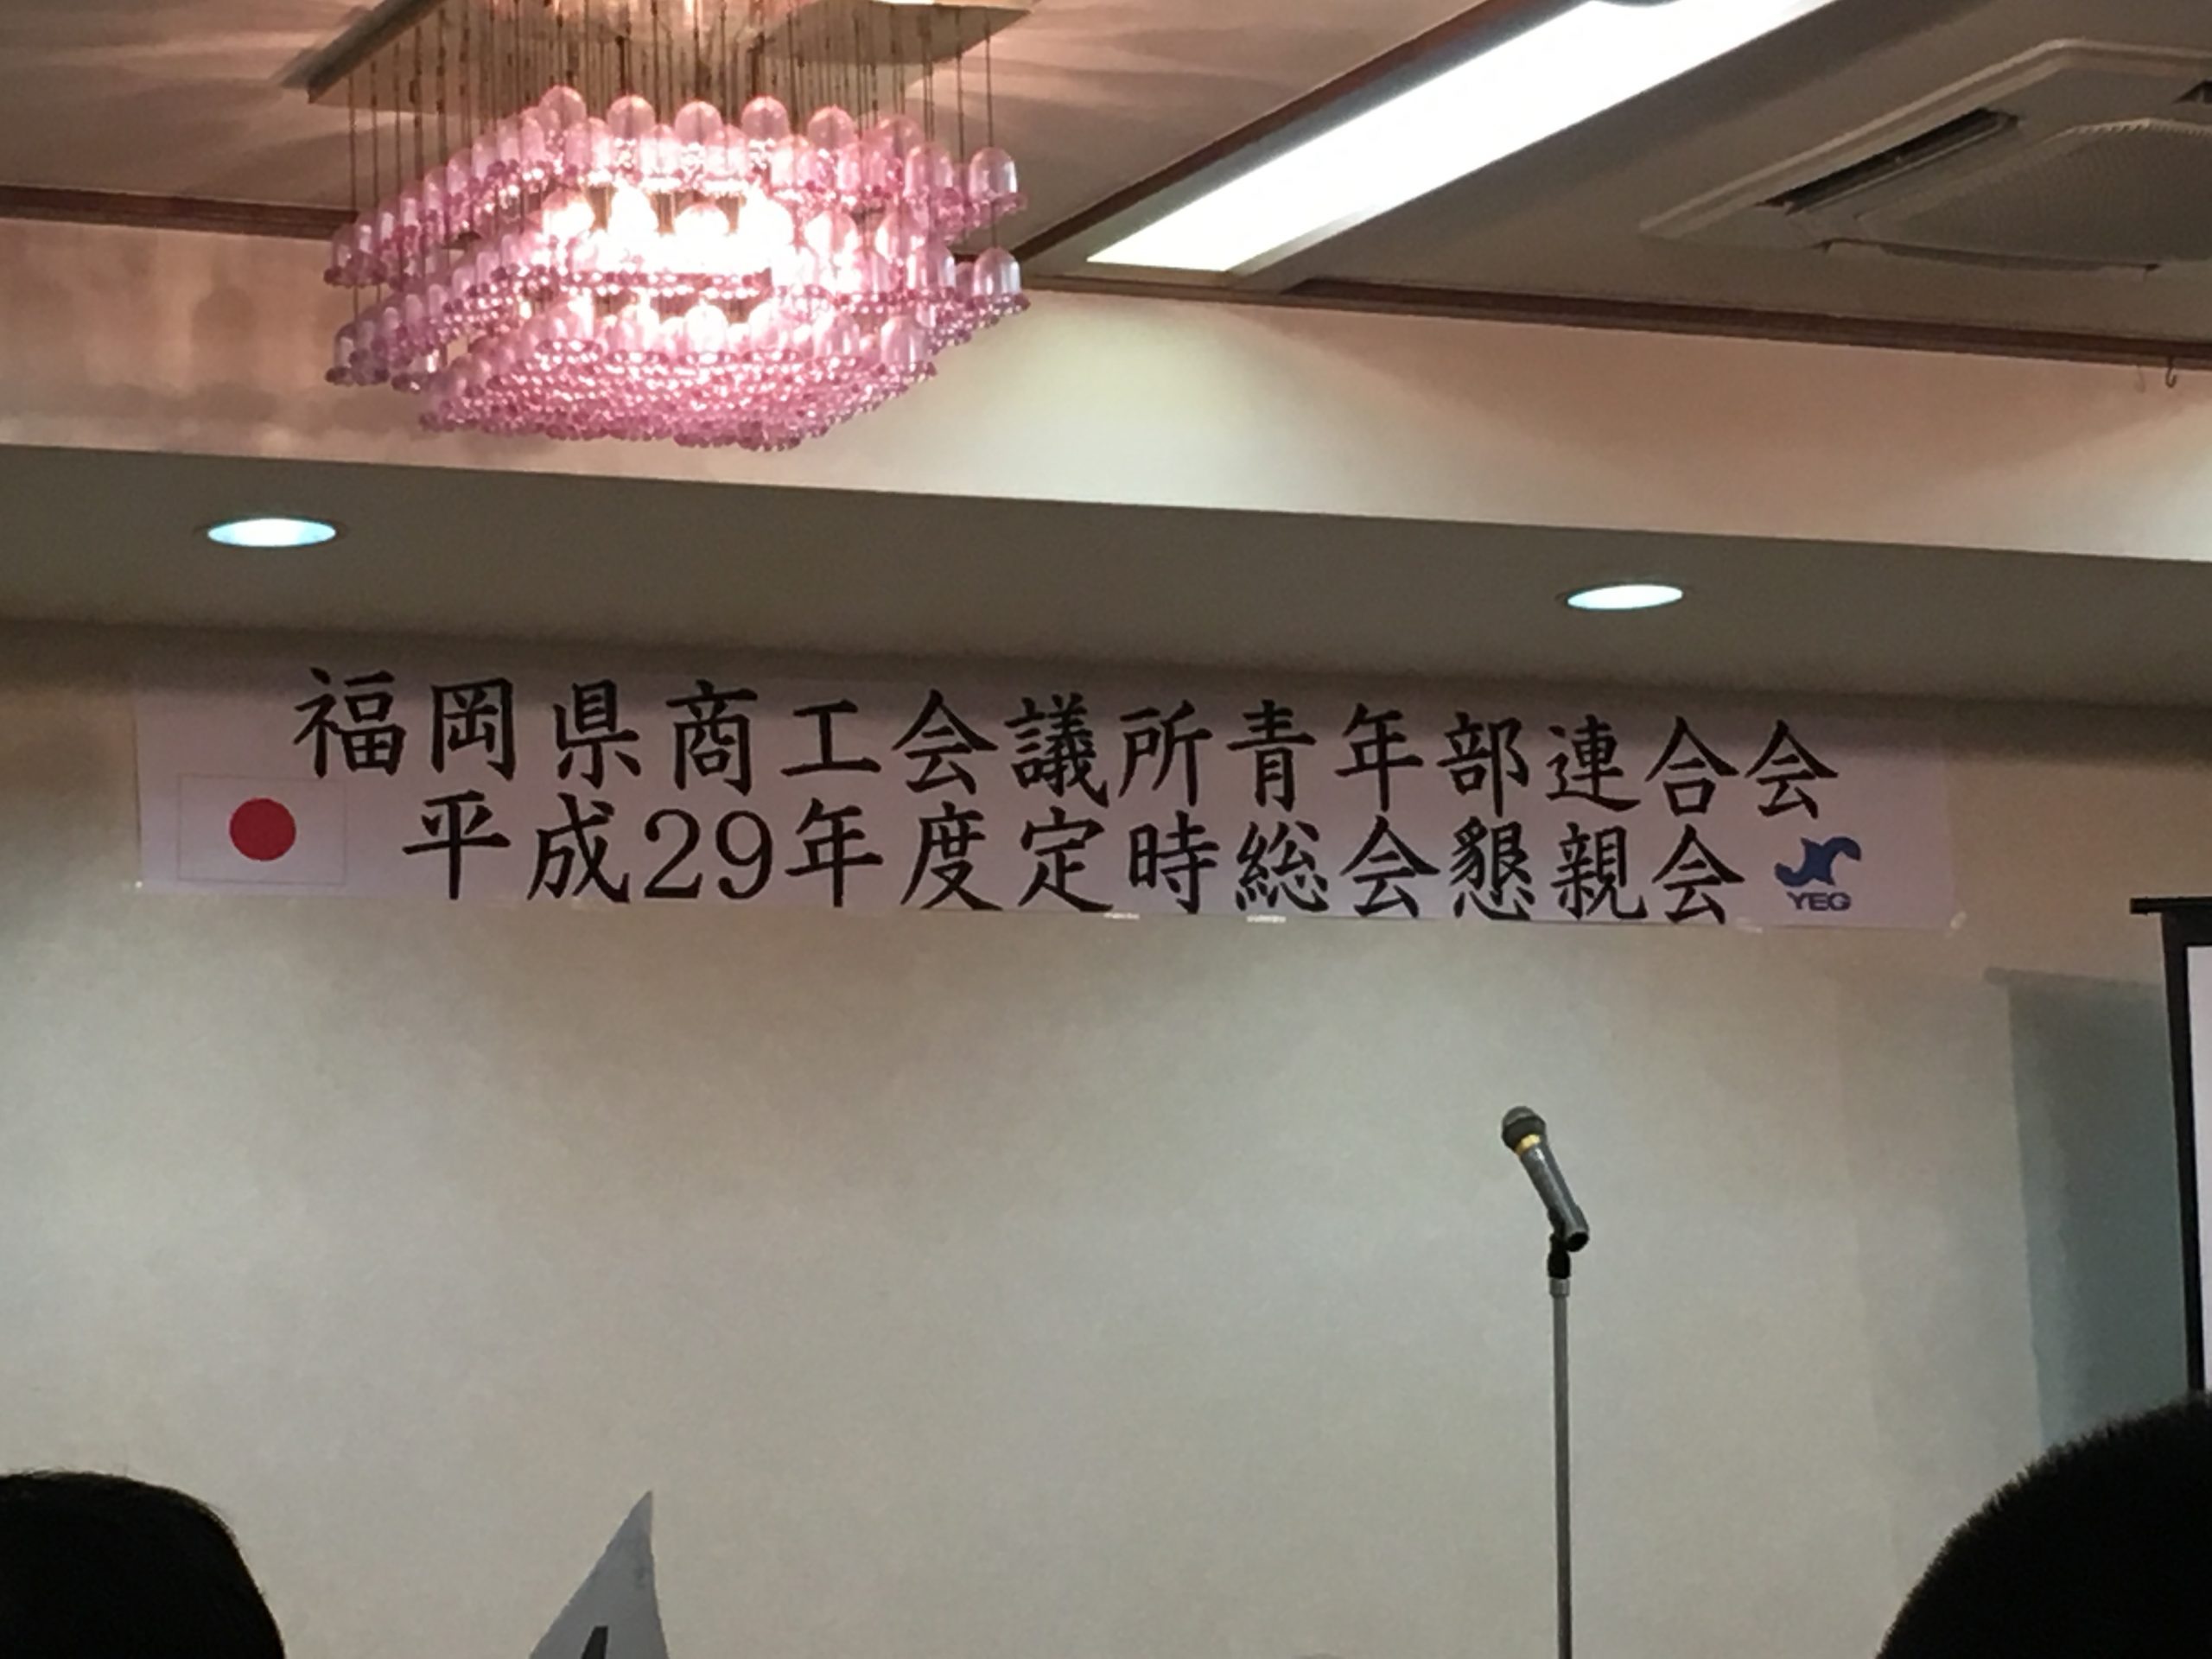 福岡県商工会議所青年部連合会
平成29年度定時総会懇親会
YEG